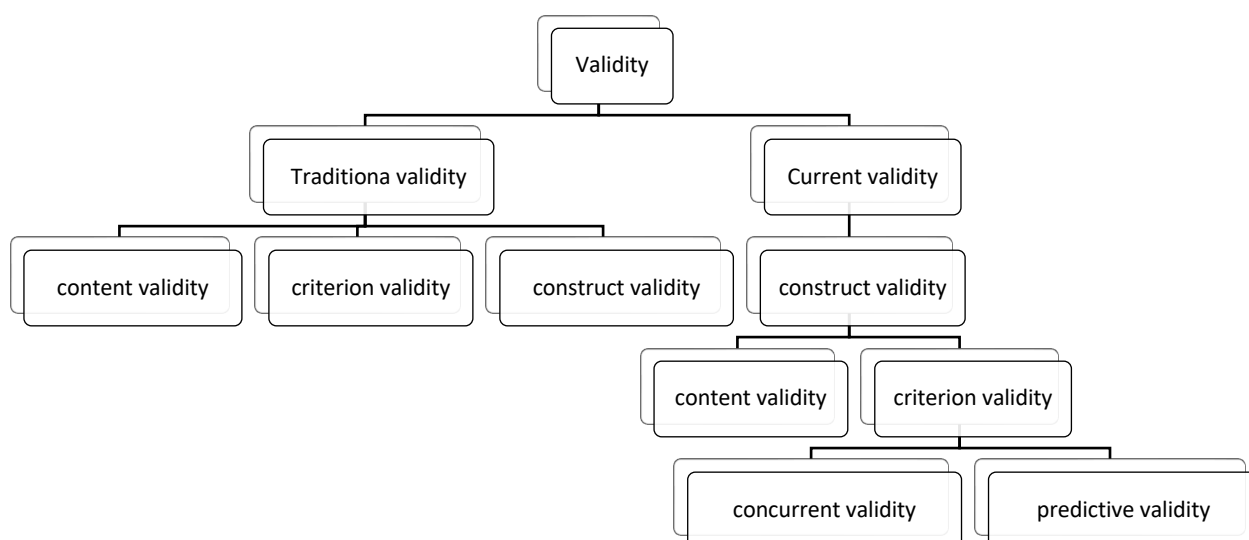 Validity
Traditiona validity
Current validity
content validity
criterion validity
construct validity
construct validity
content validity
criterion validity
concurrent validity
predictive validity